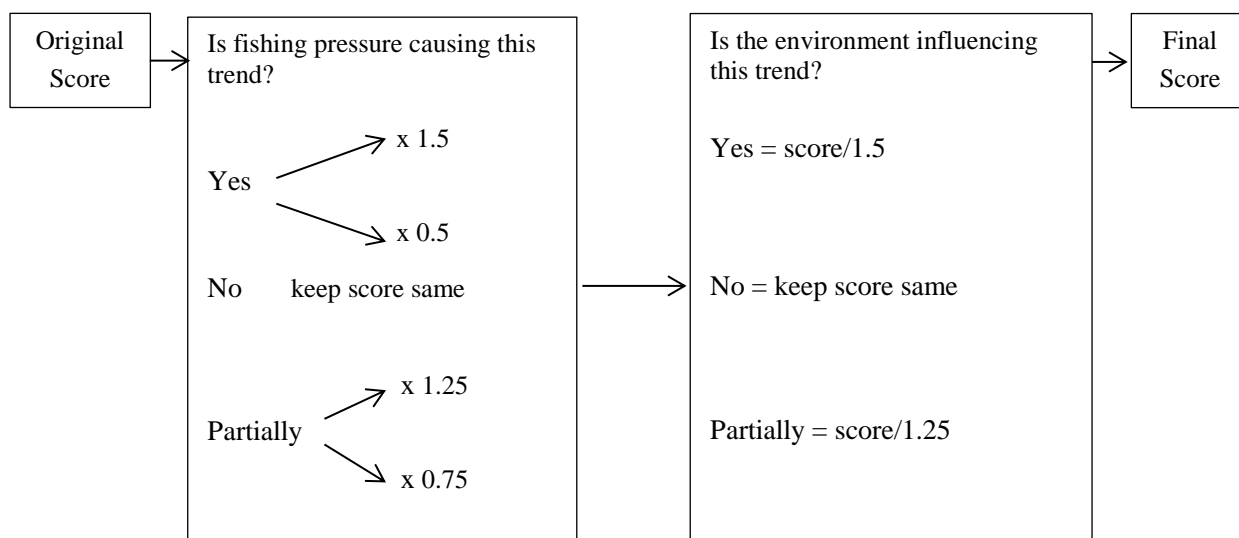 Original
Score
Is fishing pressure causing this
trend?
x 1.5
Yes
x 0.5
No keep score same
x 1.25
Partially
x 0.75
Is the environment influencing
this trend?
Yes = score/1.5
No = keep score same
Partially = score/1.25
Final
Score